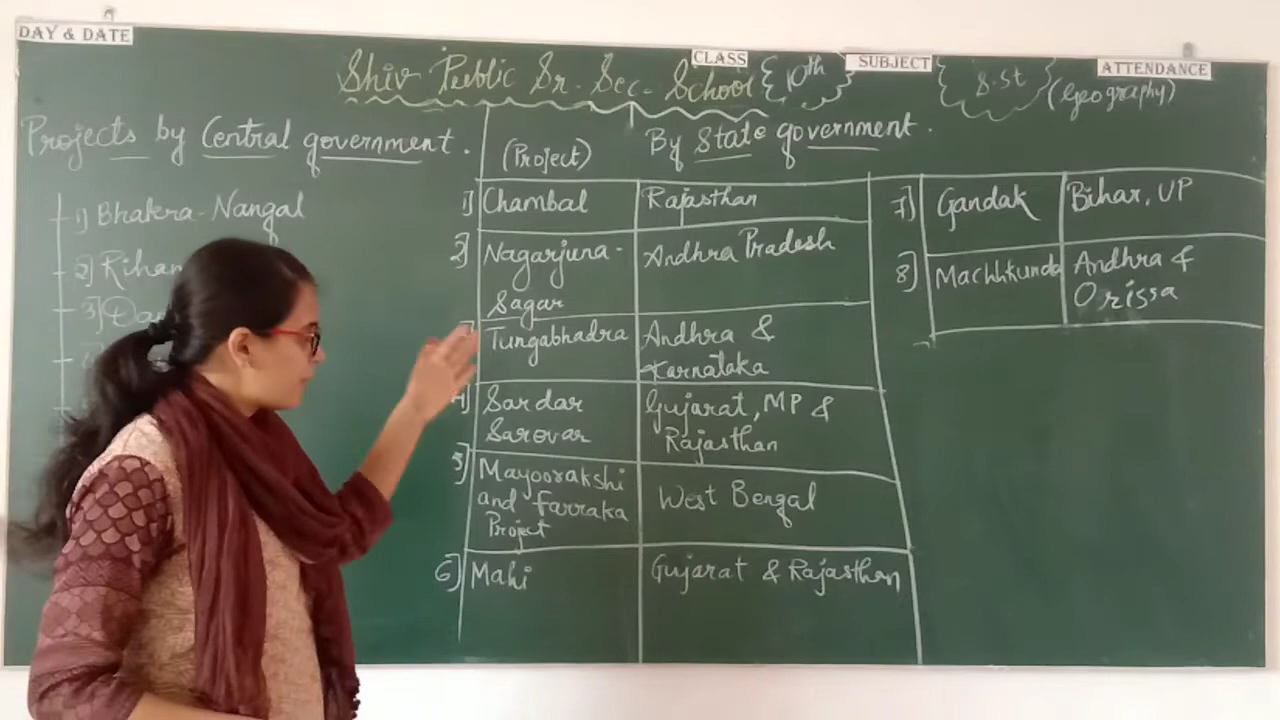 DAY & DATE
CLASS
SUBJECT
ATTENDANCE
Shiv Public Sr. Sec. School 10th S.St (Geography)
Projects by Central government.
1) Bhakra-Nangal
2]
3]
By State government.
(Project)
1] Chambal Rajasthan
2] Nagarjuna- Andhra Pradesh
Sagar
Tungabhadra Andhra &
Karnataka
4] Sardar Gujarat, MP &
Sarovar Rajasthan
5] Mayoorakshi
and farraka West Bengal
Project
6] Mahi Gujarat & Rajasthan
7] Gandak Bihar, UP
8] Machhkunda Andhra &
Orissa